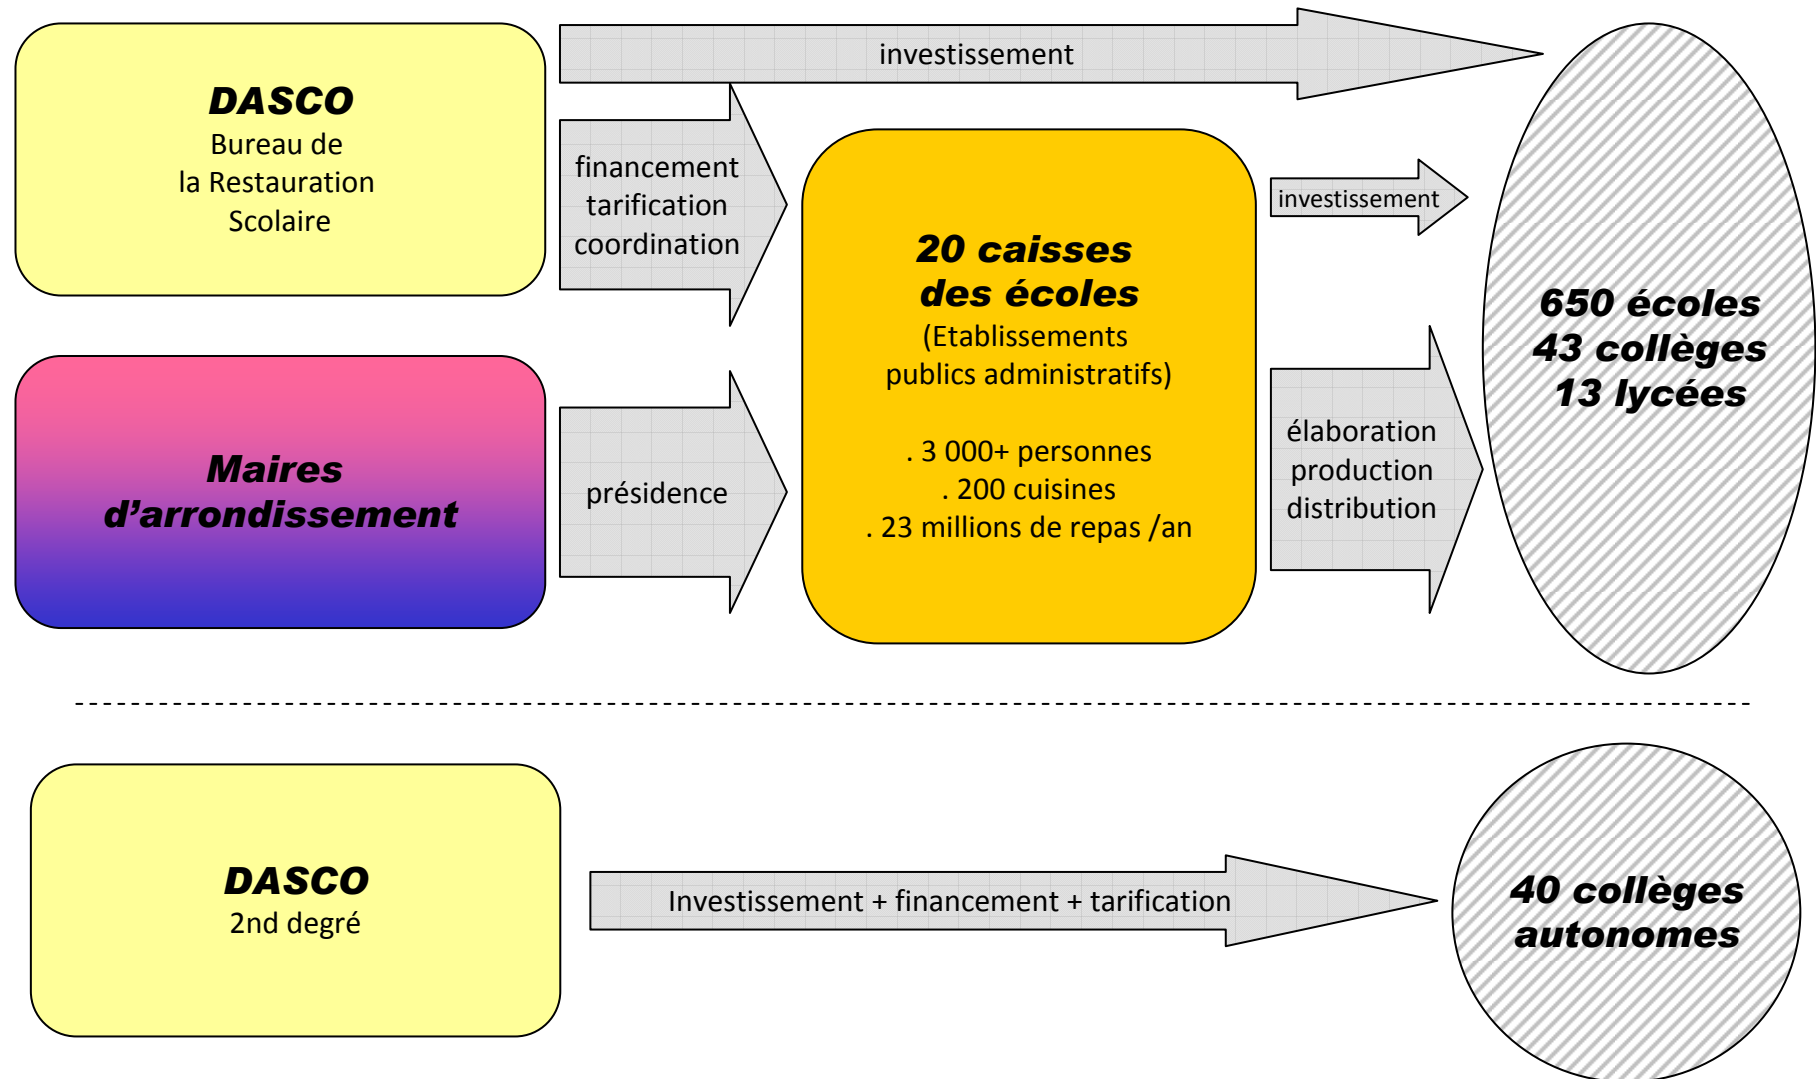 investissement
DASCO
Bureau de
la Restauration
Scolaire
financement
tarification
coordination
Maires
d’arrondissement
présidence
20 caisses
des écoles
(Etablissements
publics administratifs)
. 3 000+ personnes
. 200 cuisines
. 23 millions de repas /an
investissement
élaboration
production
distribution
650 écoles
43 collèges
13 lycées
DASCO
2nd degré
Investissement + financement + tarification
40 collèges
autonomes